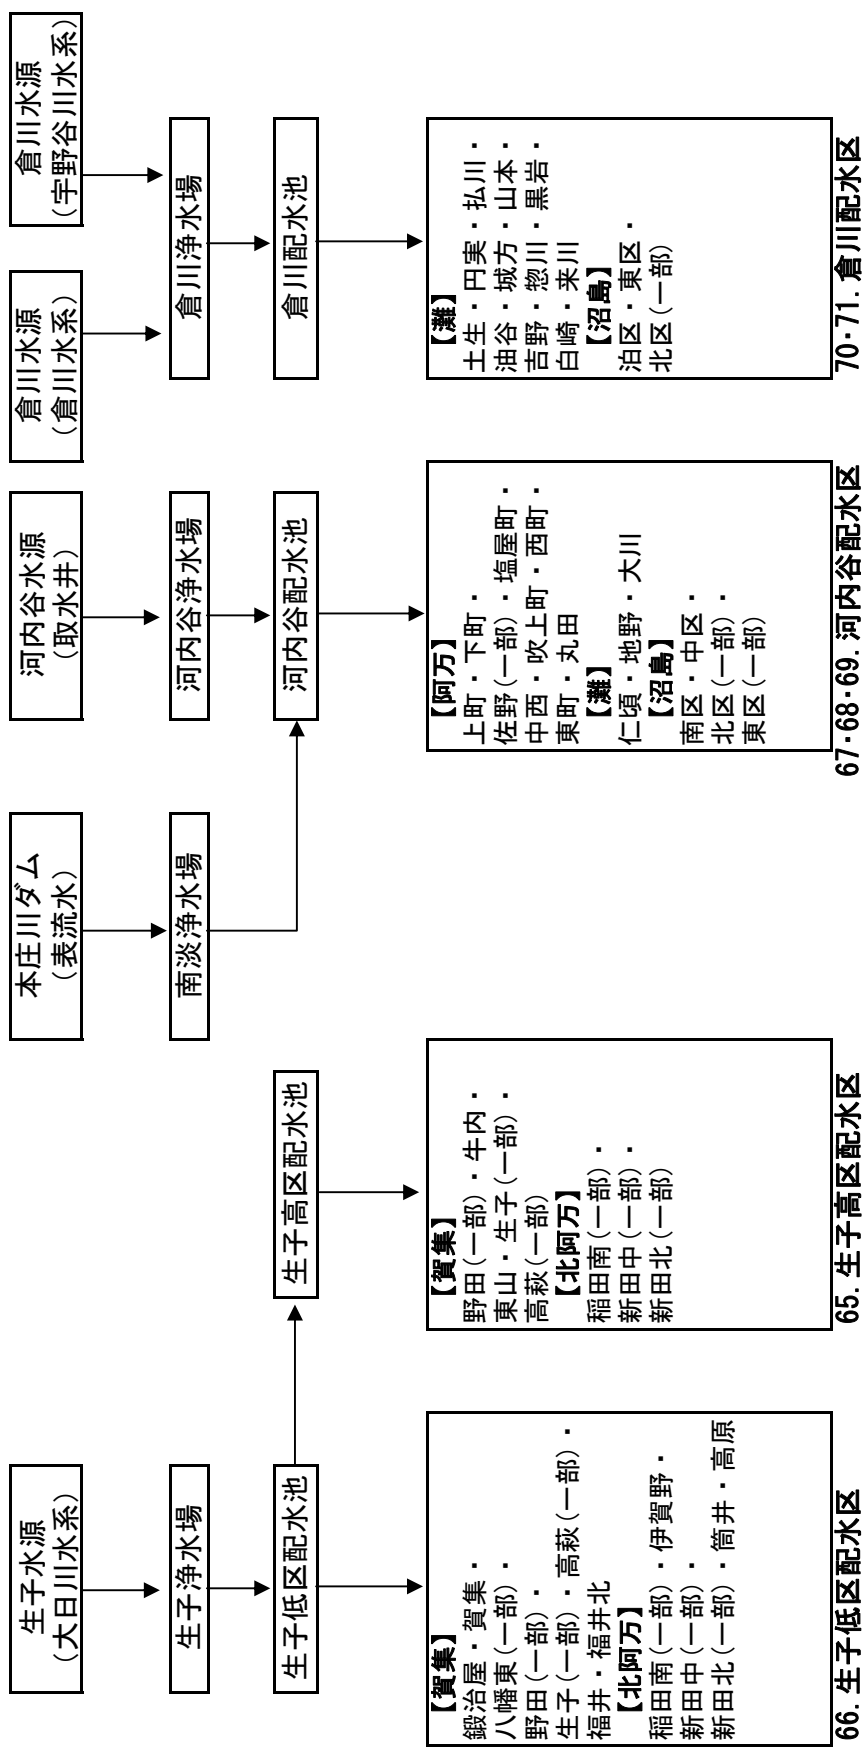 生子水源
(大日川水系)
生子浄水場
生子低区配水池
【賀集】
鍛治屋・賀集・
八幡東(一部)・
野田(一部)・
生子(一部)・高萩(一部)・
福井・福井北
【北阿万】
稲田南(一部)・伊賀野・
新田中(一部)・
新田北(一部)・筒井・高原
66. 生子低区配水区
生子高区配水池
【賀集】
野田(一部)・牛内・
東山・生子(一部)・
高萩(一部)
【北阿万】
稲田南(一部)・
新田中(一部)・
新田北(一部)
65. 生子高区配水区
本庄川ダム
(表流水)
南淡浄水場
河内谷水源
(取水井)
河内谷浄水場
河内谷配水池
【阿万】
上町・下町・
佐野(一部)・塩屋町・
中西・吹上町・西町・
東町・丸田
【灘】
仁頃・地野・大川
【沼島】
南区・中区・
北区(一部)・
東区(一部)
67・68・69. 河内谷配水区
倉川水源
(倉川水系)
倉川水源
(宇野谷川水系)
倉川浄水場
倉川配水池
【灘】
土生・円実・払川・
油谷・城方・山本・
吉野・惣川・黒岩・
白崎・来川
【沼島】
泊区・東区・
北区(一部)
70・71. 倉川配水区